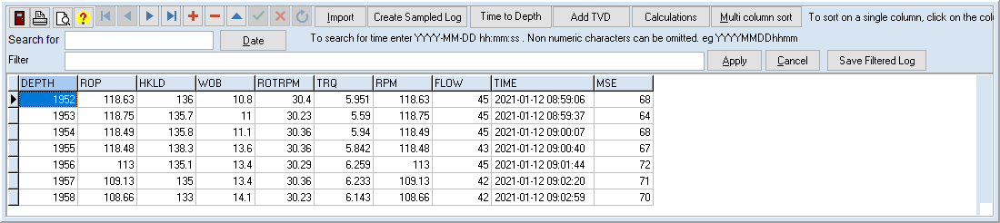 Import Create Sampled Log Time to Depth Add TVD Calculations Multi column sort To sort on a single column, click on the colu
Search for Date To search for time enter YYYY-MM-DD hh:mm:ss . Non numeric characters can be omitted. eg YYYYMMDDhhmm
Filter Apply Cancel Save Filtered Log
DEPTH ROP HKLD WOB ROTRPM TRQ RPM FLOW TIME MSE
1952 118.63 136 10.8 30.4 5.951 118.63 45 2021-01-12 08:59:06 68
1953 118.75 135.7 11 30.23 5.59 118.75 45 2021-01-12 08:59:37 64
1954 118.49 135.8 11.1 30.36 5.94 118.49 45 2021-01-12 09:00:07 68
1955 118.48 138.3 13.6 30.36 5.842 118.48 43 2021-01-12 09:00:40 67
1956 113 135.1 13.4 30.29 6.259 113 45 2021-01-12 09:01:44 72
1957 109.13 135 13.4 30.36 6.233 109.13 42 2021-01-12 09:02:20 71
1958 108.66 133 14.1 30.23 6.143 108.66 42 2021-01-12 09:02:59 70